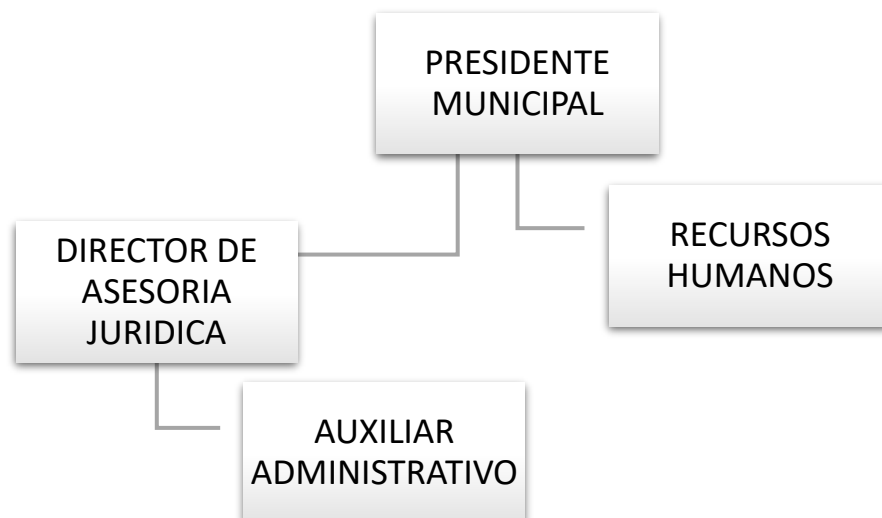 PRESIDENTE
MUNICIPAL
RECURSOS
HUMANOS
DIRECTOR DE
ASESORIA
JURIDICA
AUXILIAR
ADMINISTRATIVO